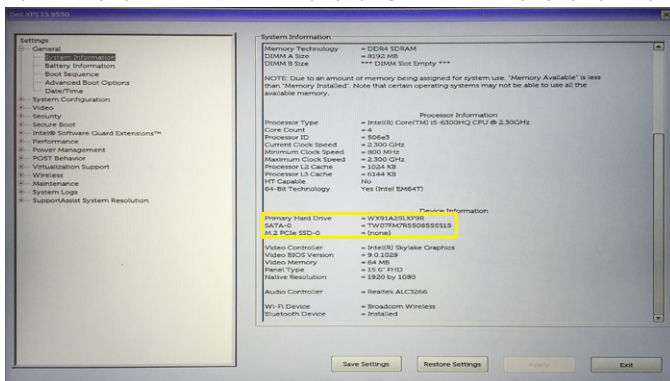 Dell XPS 15 9550
Settings
General
System Information
Battery Information
Boot Sequence
Advanced Boot Options
Date/Time
System Configuration
Video
Security
Secure Boot
Intel® Software Guard Extensions™
Performance
Power Management
POST Behavior
Virtualization Support
Wireless
Maintenance
System Logs
SupportAssist System Resolution
System Information
Memory Technology = DDR4 SDRAM
DIMM A Size = 8192 MB
DIMM B Size *** DIMM Slot Empty ***
NOTE: Due to an amount of memory being assigned for system use, "Memory Available" is less
than "Memory Installed". Note that certain operating systems may not be able to use all the
available memory.
Processor Information
Processor Type = Intel(R) Core(TM) i5-6300HQ CPU @ 2.30GHz
Core Count = 4
Processor ID = 506e3
Current Clock Speed = 2.300 GHz
Minimum Clock Speed = 800 MHz
Maximum Clock Speed = 2.300 GHz
Processor L2 Cache = 1024 KB
Processor L3 Cache = 6144 KB
HT Capable No
64-Bit Technology Yes (Intel EM64T)
Device Information
Primary Hard Drive
SATA-0
M.2 PCIe SSD-0 = (none)
Video Controller = Intel(R) Skylake Graphics
Video BIOS Version = 9.0.1029
Video Memory = 64 MB
Panel Type = 15.6" FHD
Native Resolution = 1920 by 1080
Audio Controller = Realtek ALC3266
Wi-Fi Device = Broadcom Wireless
Bluetooth Device = Installed
Save Settings Restore Settings Apply Exit